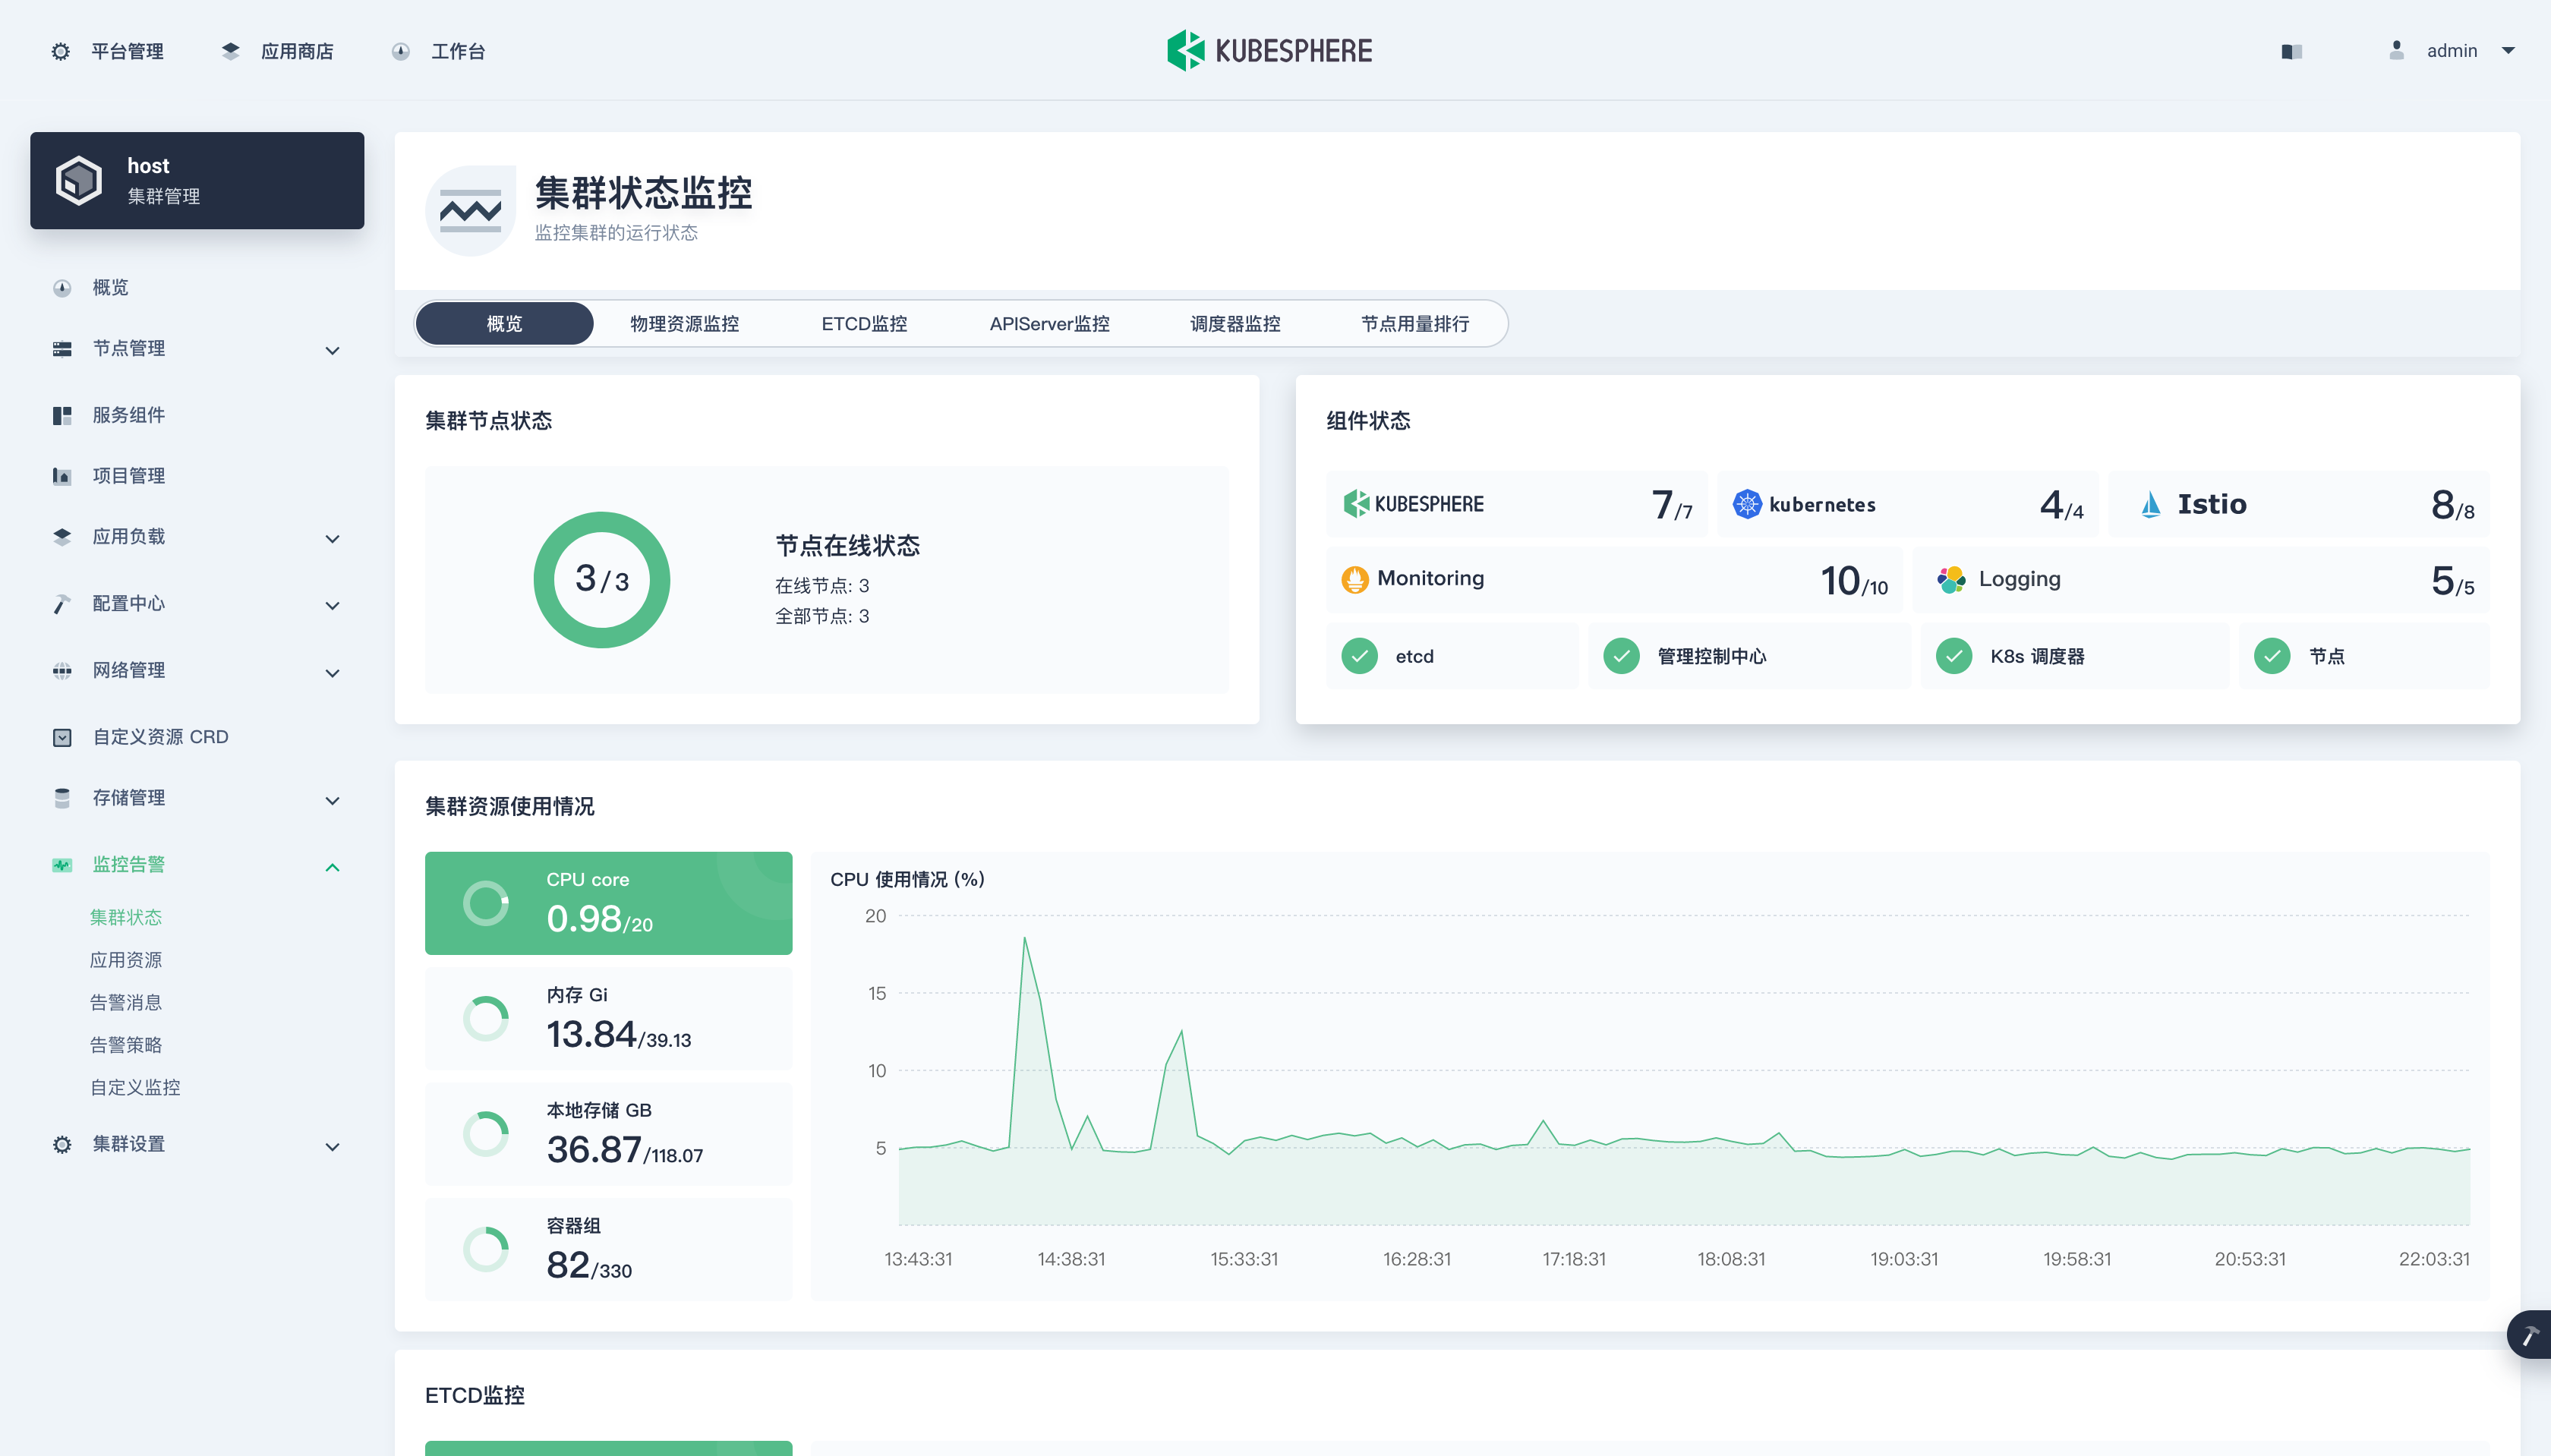 平台管理
应用商店
工作台
KUBESPHERE
admin
host
集群管理
概览
节点管理
服务组件
项目管理
应用负载
配置中心
网络管理
自定义资源 CRD
存储管理
监控告警
集群状态
应用资源
告警消息
告警策略
自定义监控
集群设置
集群状态监控
监控集群的运行状态
概览
物理资源监控
ETCD监控
APIServer监控
调度器监控
节点用量排行
集群节点状态
3/3
节点在线状态
在线节点: 3
全部节点: 3
组件状态
KUBESPHERE
7/7
kubernetes
4/4
Istio
8/8
Monitoring
10/10
Logging
5/5
etcd
管理控制中心
K8s 调度器
节点
集群资源使用情况
CPU core
0.98/20
内存 Gi
13.84/39.13
本地存储 GB
36.87/118.07
容器组
82/330
CPU 使用情况 (%)
20
15
10
5
13:43:31
14:38:31
15:33:31
16:28:31
17:18:31
18:08:31
19:03:31
19:58:31
20:53:31
22:03:31
ETCD监控